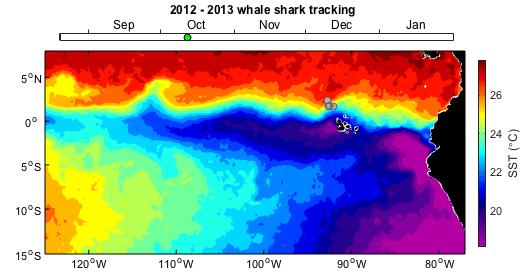 2012 - 2013 whale shark tracking
Sep Oct Nov Dec Jan
5°N
0°
5°S
10°S
15°S
120°W 110°W 100°W 90°W 80°W
26
24
22
20
SST (°C)